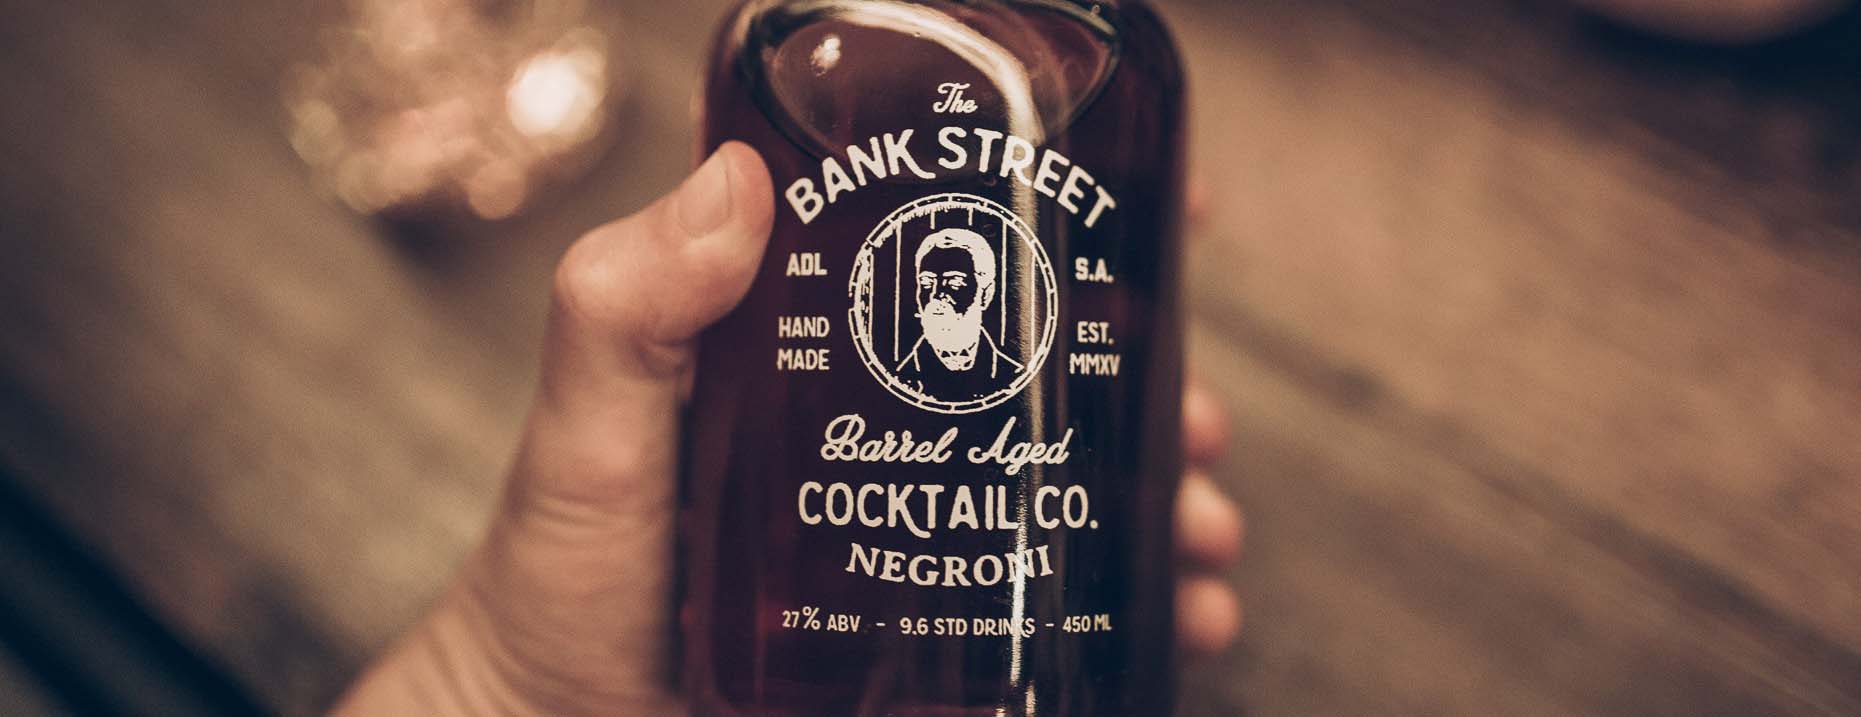 The
BANK STREET
ADL
S.A.
HAND
MADE
EST.
MMXV
Barrel Aged
COCKTAIL CO.
NEGRONI
27% ABV - 9.6 STD DRINKS - 450 ML